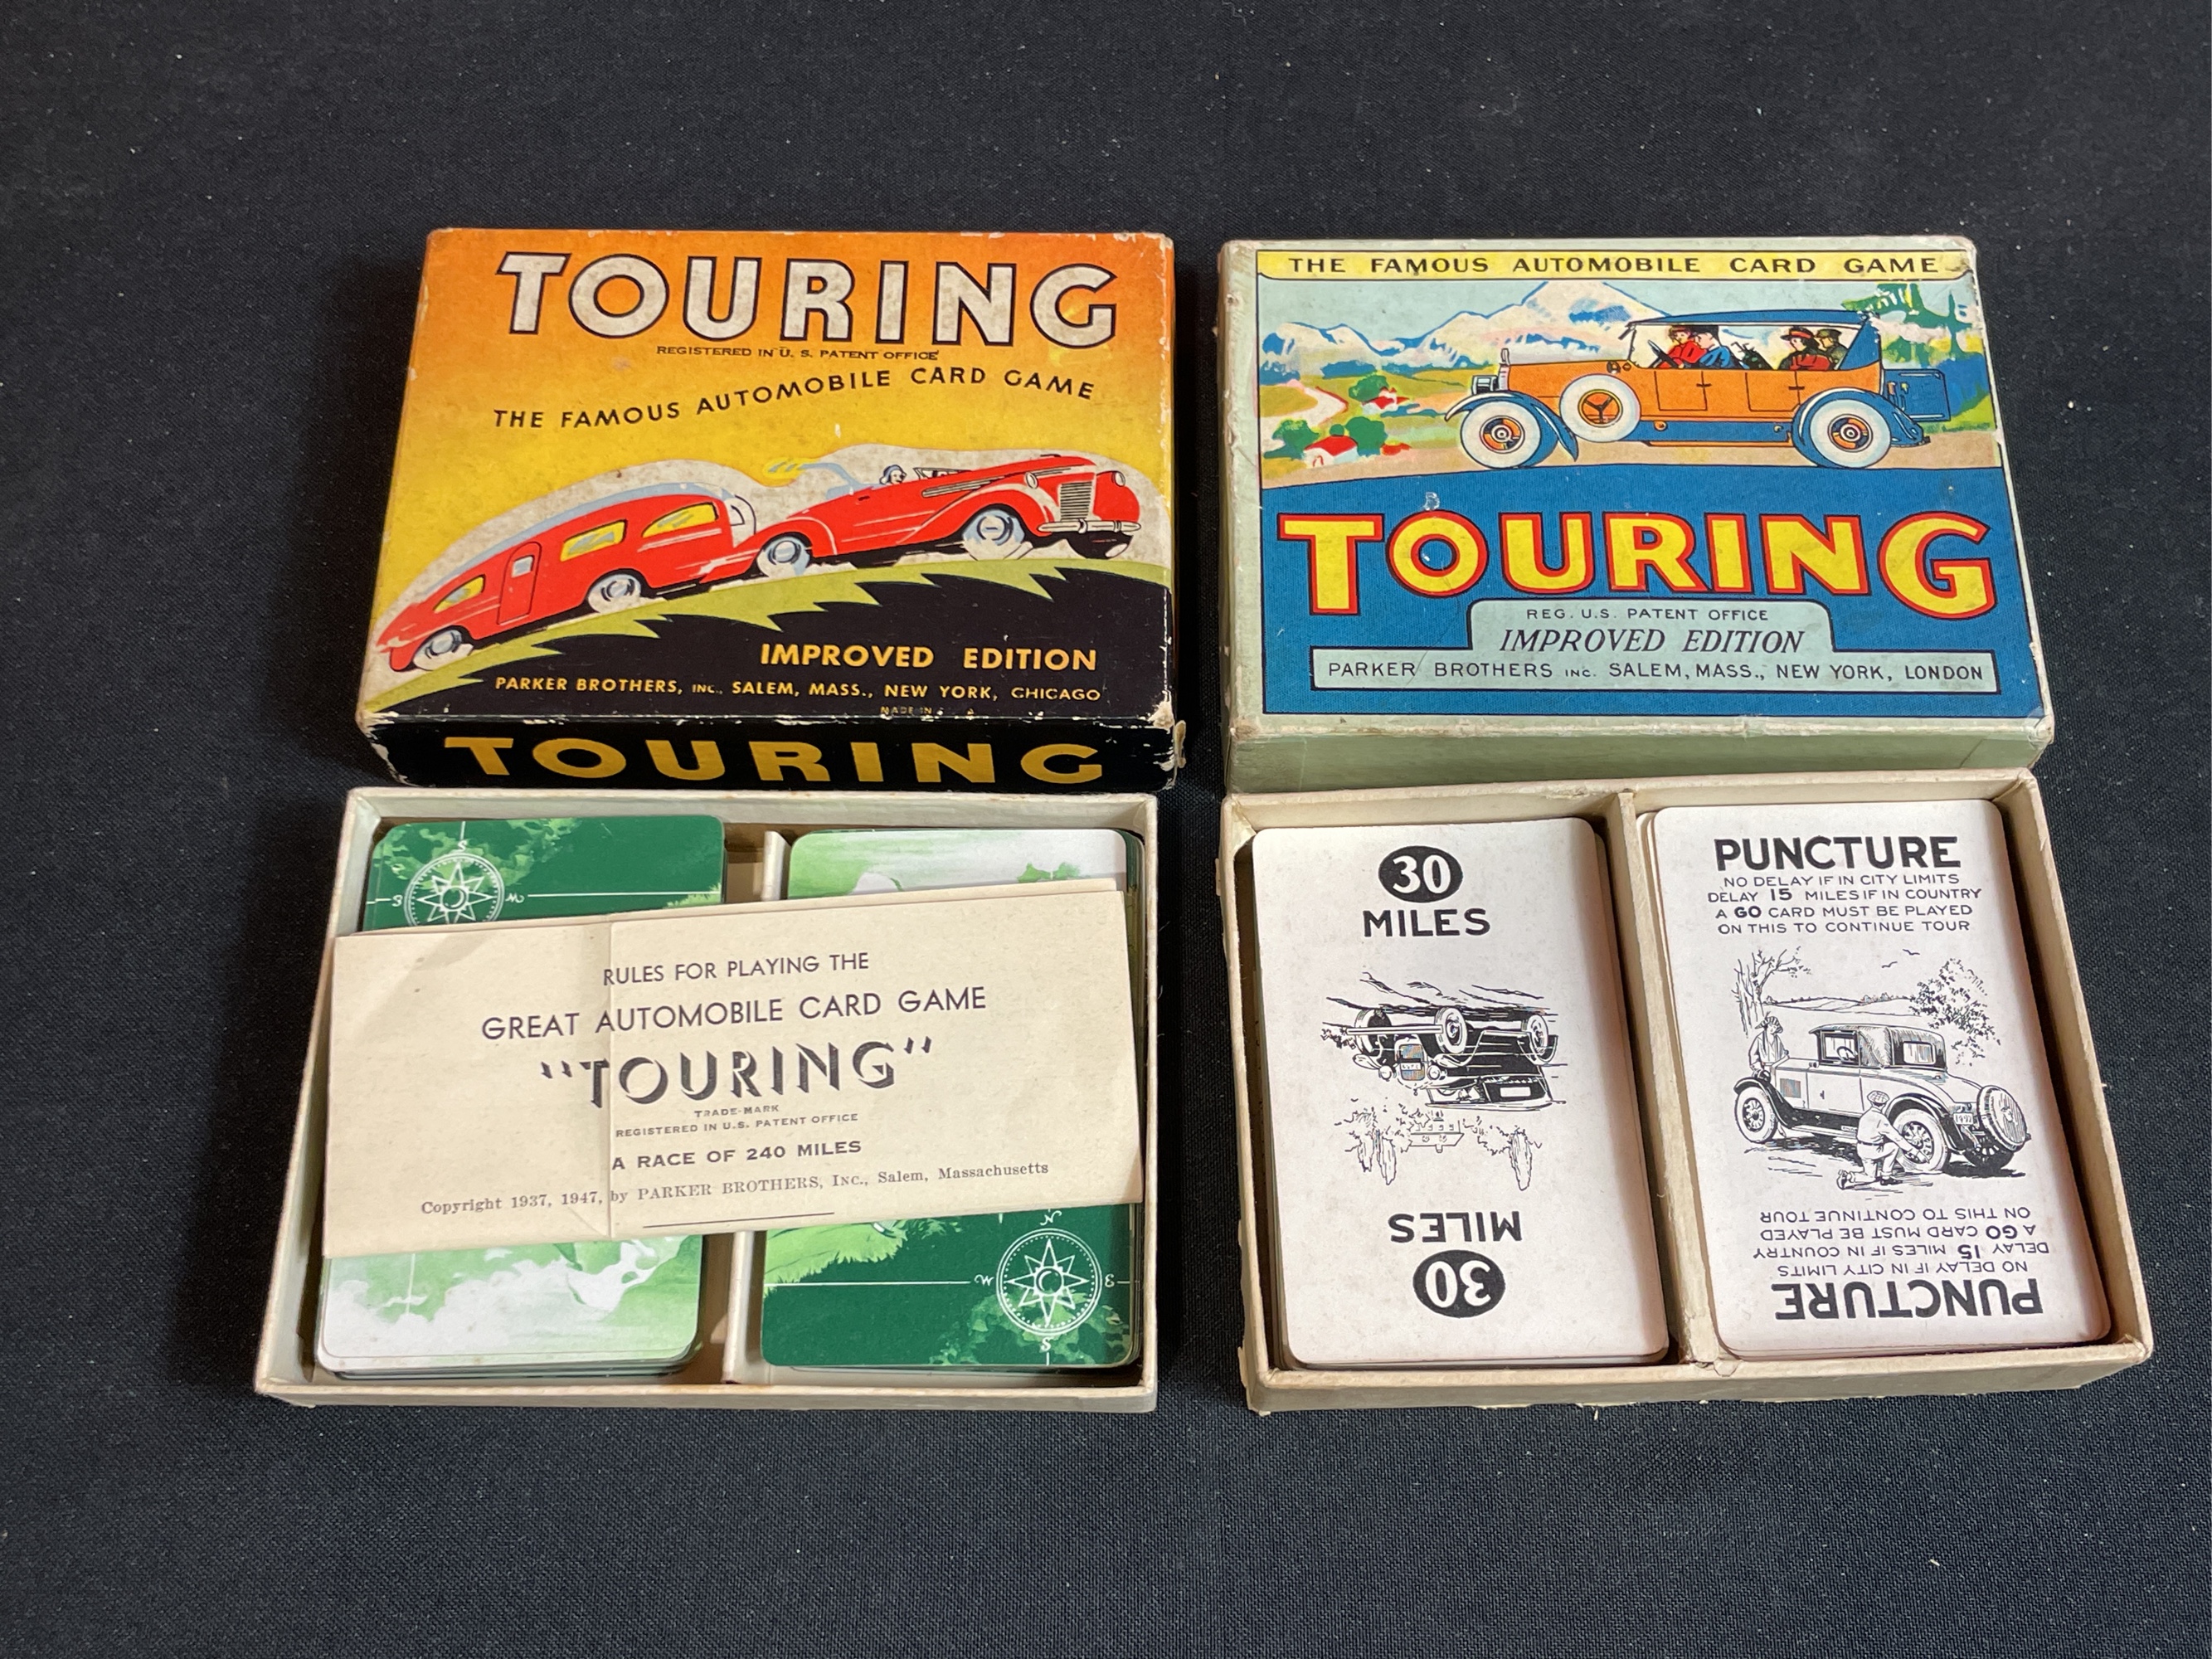 TOURING
REGISTERED IN U. S. PATENT OFFICE
THE FAMOUS AUTOMOBILE CARD GAME
IMPROVED EDITION
PARKER BROTHERS, INC., SALEM, MASS., NEW YORK, CHICAGO
MADE IN
TOURING
THE FAMOUS AUTOMOBILE CARD GAME
TOURING
REG. U.S. PATENT OFFICE
IMPROVED EDITION
PARKER BROTHERS INC. SALEM, MASS., NEW YORK, LONDON
S
W
RULES FOR PLAYING THE
GREAT AUTOMOBILE CARD GAME
"TOURING"
TRADE-MARK
REGISTERED IN U.S. PATENT OFFICE
A RACE OF 240 MILES
Copyright 1937, 1947, by PARKER BROTHERS, INC., Salem, Massachusetts
N
W E
S
30
MILES
MILES
30
PUNCTURE
NO DELAY IF IN CITY LIMITS
DELAY 15 MILES IF IN COUNTRY
A GO CARD MUST BE PLAYED
ON THIS TO CONTINUE TOUR
PUNCTURE
NO DELAY IF IN CITY LIMITS
DELAY 15 MILES IF IN COUNTRY
A GO CARD MUST BE PLAYED
ON THIS TO CONTINUE TOUR